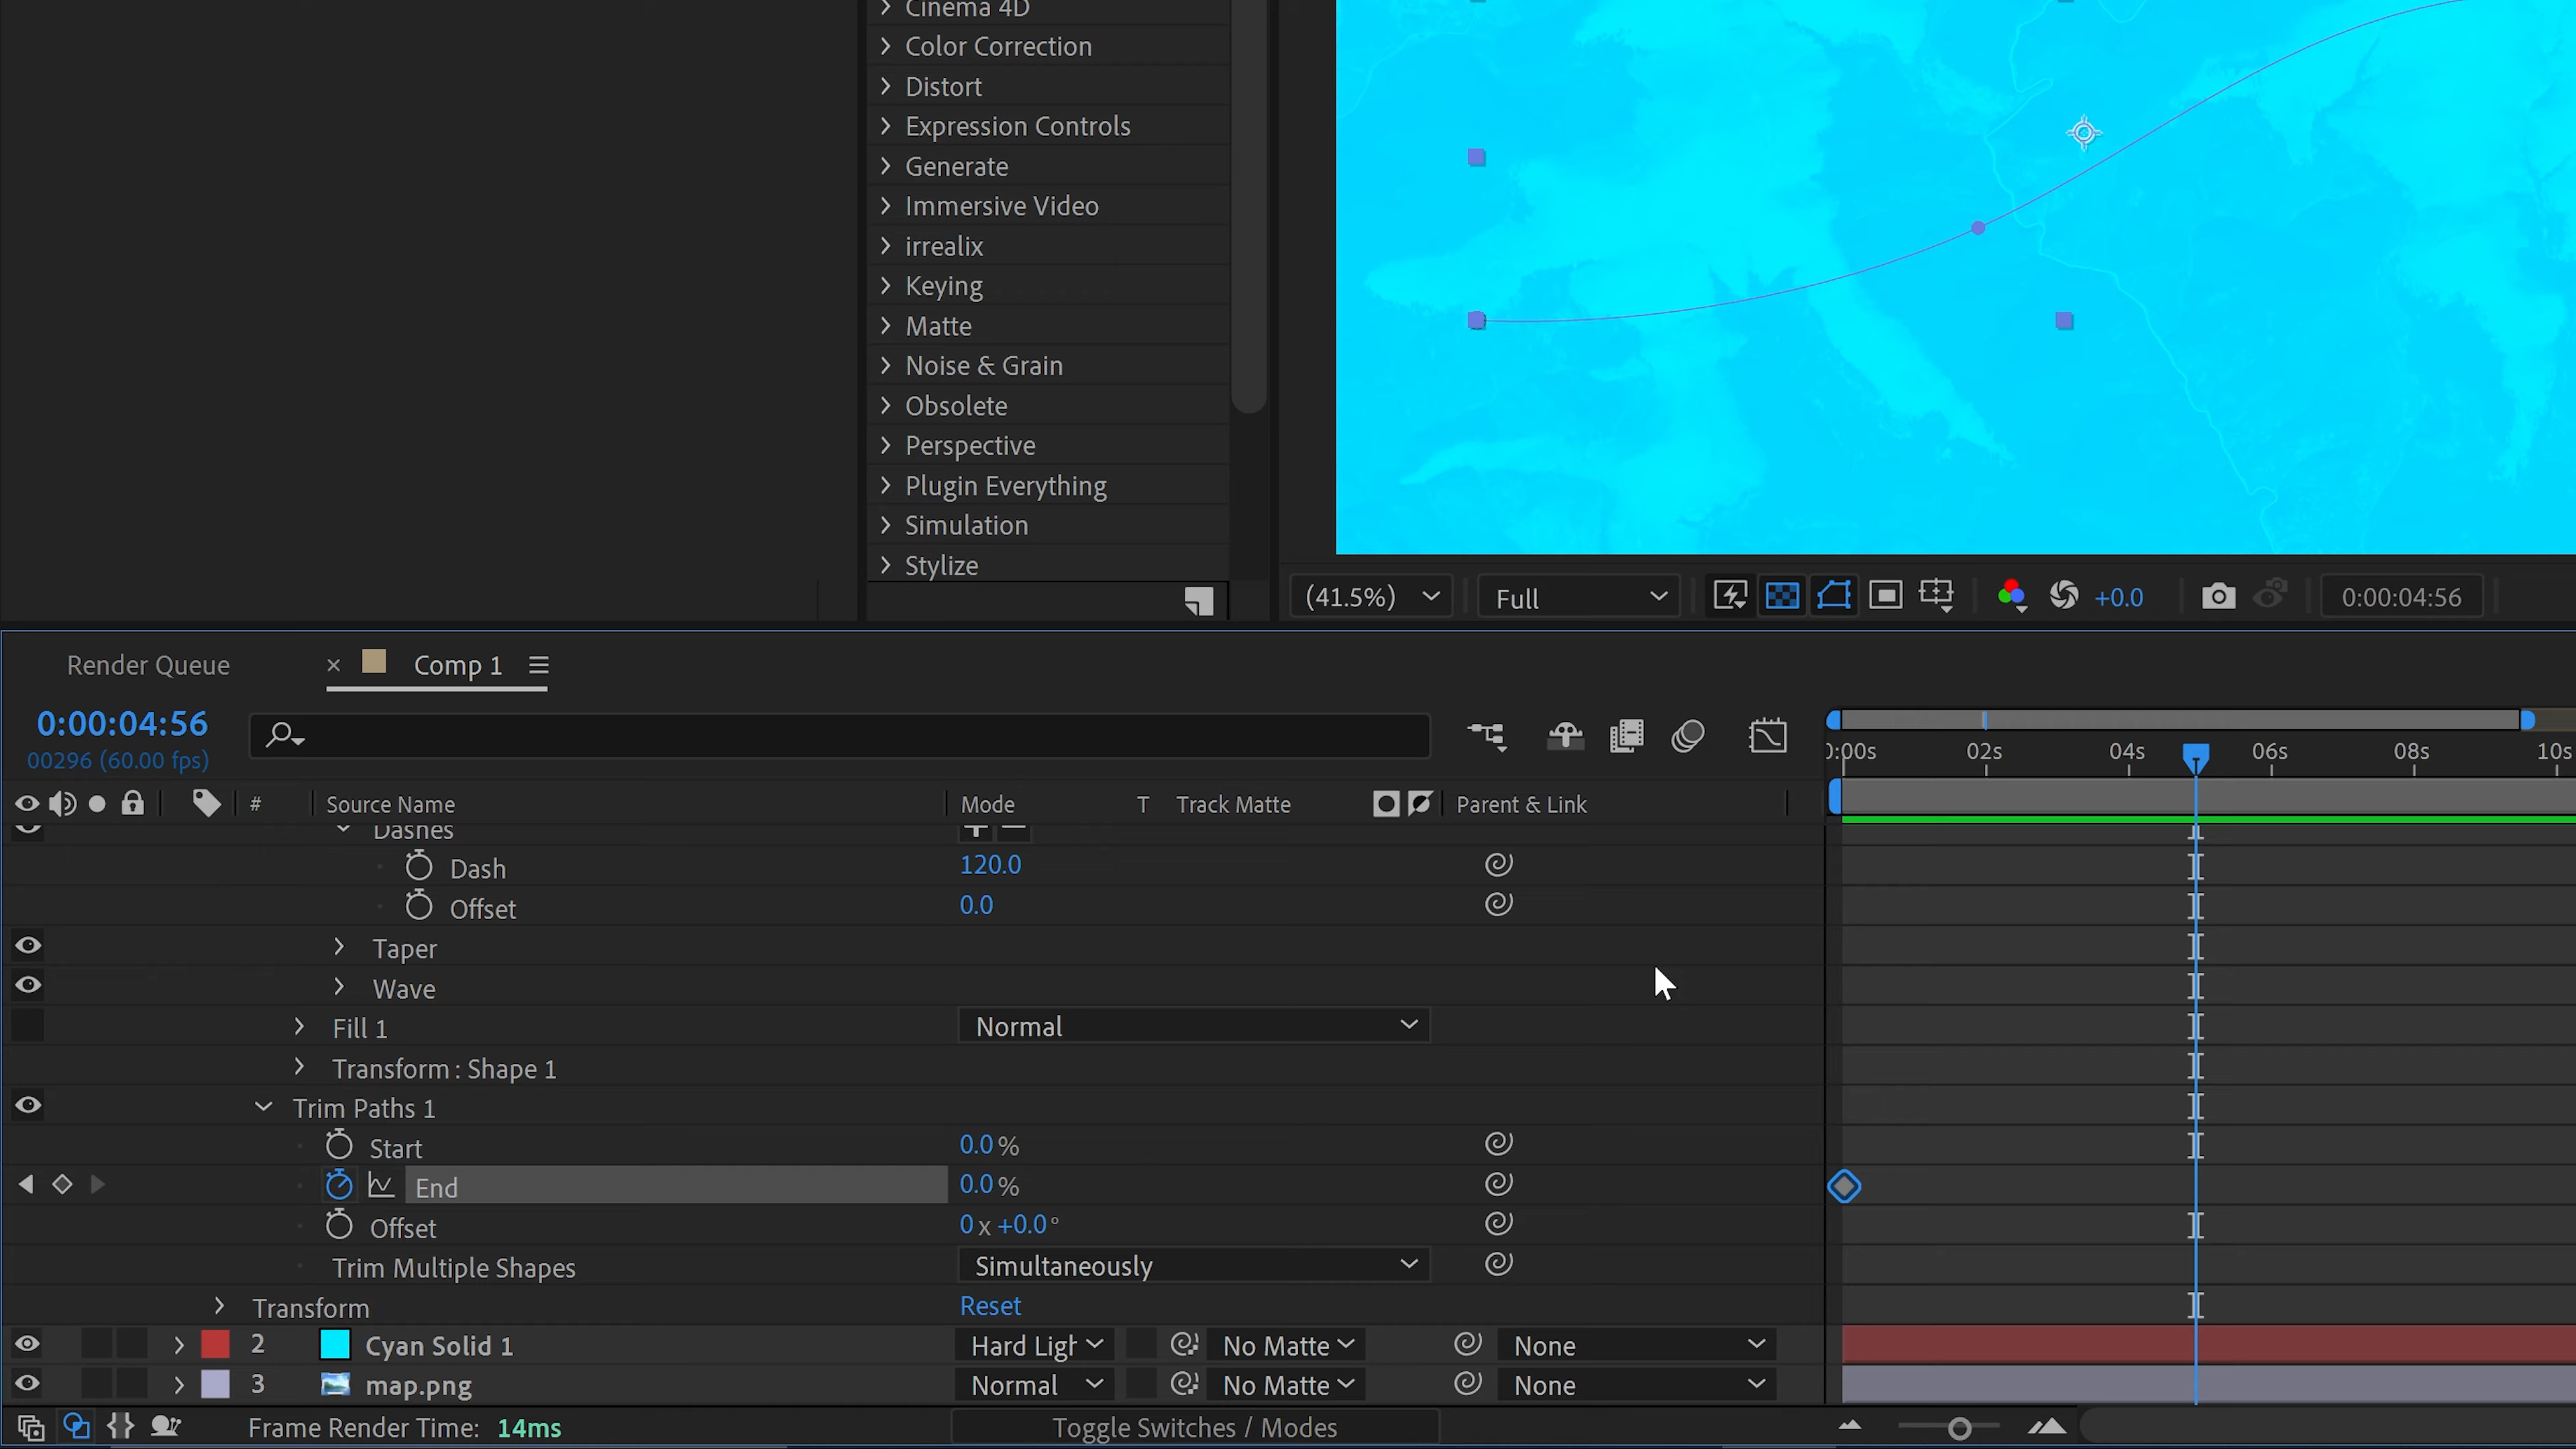 Cinema 4D
Color Correction
Distort
Expression Controls
Generate
Immersive Video
irrealix
Keying
Matte
Noise & Grain
Obsolete
Perspective
Plugin Everything
Simulation
Stylize
(41.5%) Full +0.0 0:00:04:56
Render Queue × Comp 1
0:00:04:56
00296 (60.00 fps)
0:00s 02s 04s 06s 08s 10s
# Source Name Mode T Track Matte Parent & Link
Dashes
Dash 120.0
Offset 0.0
Taper
Wave
Fill 1 Normal
Transform : Shape 1
Trim Paths 1
Start 0.0 %
End 0.0 %
Offset 0 x +0.0 °
Trim Multiple Shapes Simultaneously
Transform Reset
2 Cyan Solid 1 Hard Ligh No Matte None
3 map.png Normal No Matte None
Frame Render Time: 14ms Toggle Switches / Modes